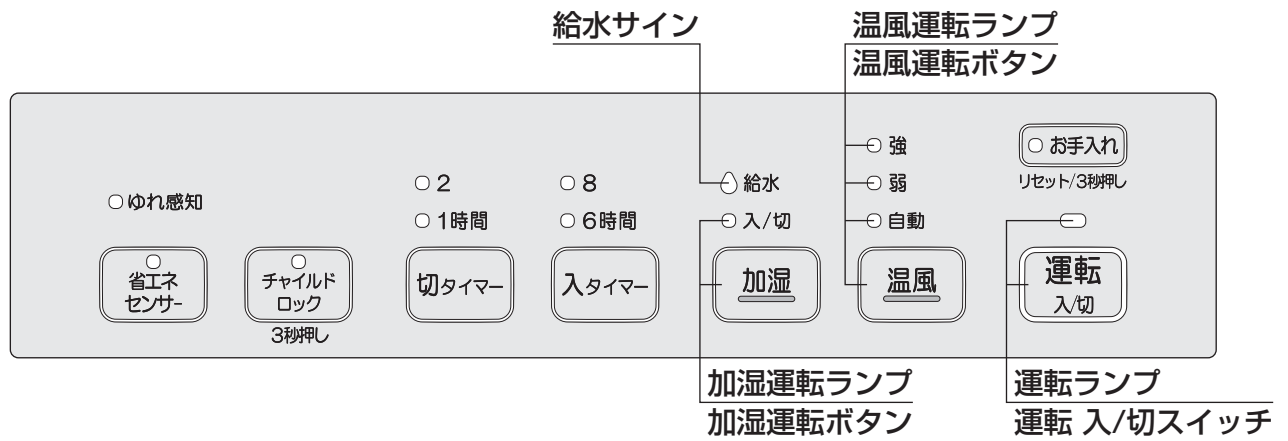 給水サイン
温風運転ランプ
温風運転ボタン
ゆれ感知
省エネ
センサー
チャイルド
ロック
3秒押し
2
1時間
切タイマー
8
6時間
入タイマー
給水
入/切
加湿
強
弱
自動
温風
お手入れ
リセット/3秒押し
運転
入/切
加湿運転ランプ
加湿運転ボタン
運転ランプ
運転 入/切スイッチ